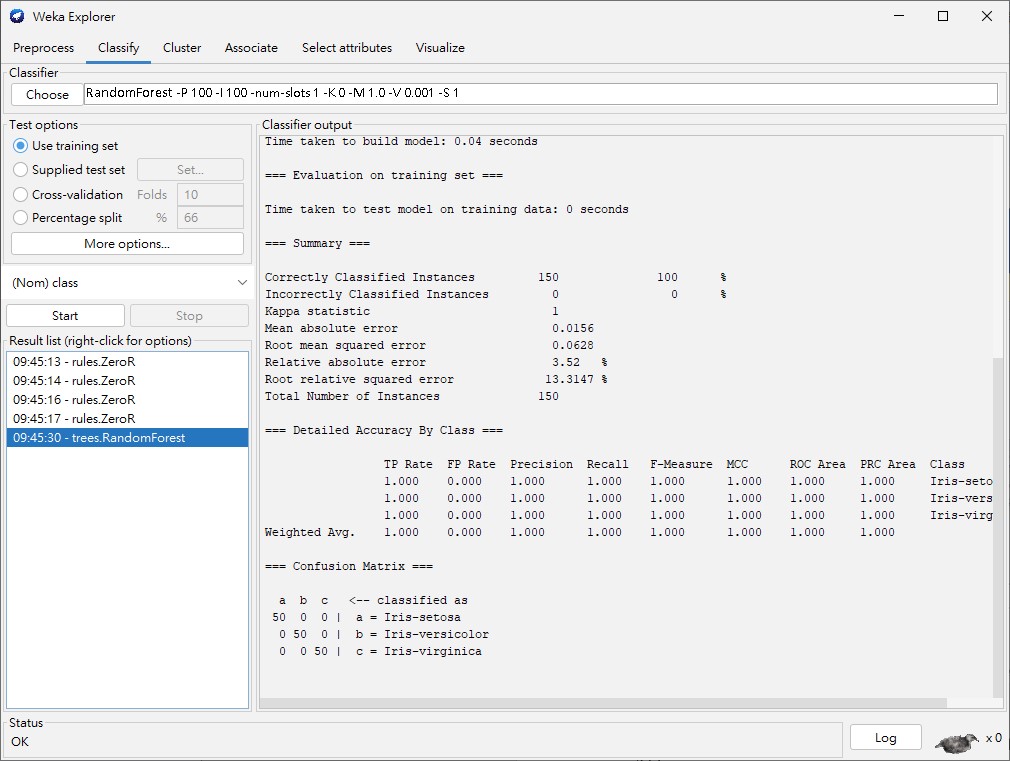 Weka Explorer
Preprocess Classify Cluster Associate Select attributes Visualize
Classifier
Choose RandomForest -P 100 -I 100 -num-slots 1 -K 0 -M 1.0 -V 0.001 -S 1
Test options
Use training set
Supplied test set Set...
Cross-validation Folds 10
Percentage split % 66
More options...
(Nom) class
Start Stop
Result list (right-click for options)
09:45:13 - rules.ZeroR
09:45:14 - rules.ZeroR
09:45:16 - rules.ZeroR
09:45:17 - rules.ZeroR
09:45:30 - trees.RandomForest
Classifier output
Time taken to build model: 0.04 seconds
=== Evaluation on training set ===
Time taken to test model on training data: 0 seconds
=== Summary ===
Correctly Classified Instances 150 100 %
Incorrectly Classified Instances 0 0 %
Kappa statistic 1
Mean absolute error 0.0156
Root mean squared error 0.0628
Relative absolute error 3.52 %
Root relative squared error 13.3147 %
Total Number of Instances 150
=== Detailed Accuracy By Class ===
TP Rate FP Rate Precision Recall F-Measure MCC ROC Area PRC Area Class
1.000 0.000 1.000 1.000 1.000 1.000 1.000 1.000 Iris-seto
1.000 0.000 1.000 1.000 1.000 1.000 1.000 1.000 Iris-vers
1.000 0.000 1.000 1.000 1.000 1.000 1.000 1.000 Iris-virg
Weighted Avg. 1.000 0.000 1.000 1.000 1.000 1.000 1.000 1.000
=== Confusion Matrix ===
a b c <-- classified as
50 0 0 | a = Iris-setosa
0 50 0 | b = Iris-versicolor
0 0 50 | c = Iris-virginica
Status
OK
Log x 0